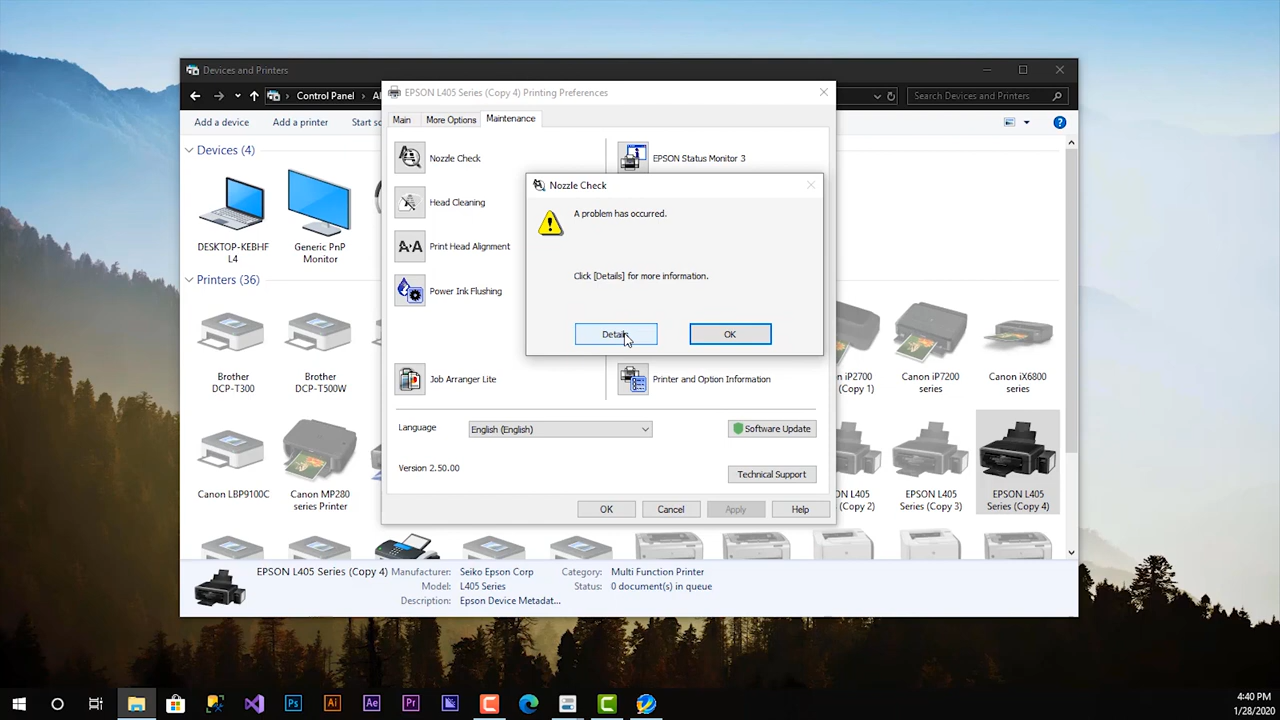 Devices and Printers
Control Panel
Search Devices and Printers
Add a device
Add a printer
Devices (4)
DESKTOP-KEBHF
L4
Generic PnP
Monitor
Printers (36)
Brother
DCP-T300
Brother
DCP-T500W
Canon iP2700
(Copy 1)
Canon iP7200
series
Canon iX6800
series
Canon LBP9100C
Canon MP280
series Printer
L405
(Copy 2)
EPSON L405
Series (Copy 3)
EPSON L405
Series (Copy 4)
EPSON L405 Series (Copy 4) Printing Preferences
Main
More Options
Maintenance
Nozzle Check
EPSON Status Monitor 3
Head Cleaning
Print Head Alignment
Power Ink Flushing
Job Arranger Lite
Printer and Option Information
Language
English (English)
Software Update
Version 2.50.00
Technical Support
OK
Cancel
Apply
Help
Nozzle Check
A problem has occurred.
Click [Details] for more information.
Details
OK
EPSON L405 Series (Copy 4)
Manufacturer: Seiko Epson Corp
Category: Multi Function Printer
Model: L405 Series
Status: 0 document(s) in queue
Description: Epson Device Metadat...
Ps
Ai
Ae
Pr
4:40 PM
1/28/2020